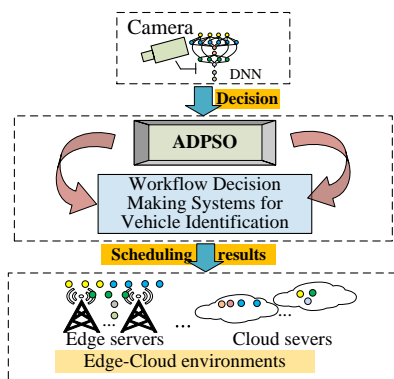 Camera
DNN
Decision
ADPSO
Workflow Decision
Making Systems for
Vehicle Identification
Scheduling results
... ... ...
Edge servers Cloud severs
Edge-Cloud environments